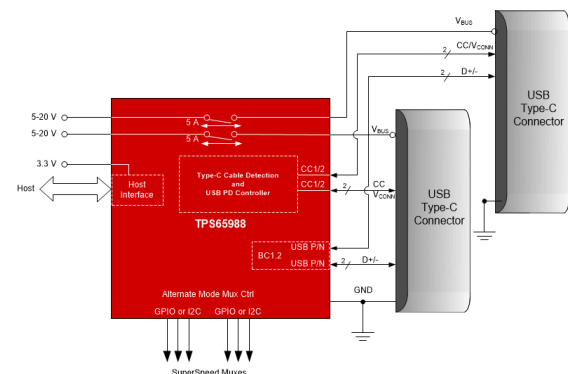 VBUS
2 CC/VCONN
2 D+/-
USB
Type-C
Connector
5-20 V
5 A
5-20 V
5 A
VBUS
3.3 V
Host
Host
Interface
Type-C Cable Detection
and
USB PD Controller
CC1/2
CC1/2
2 CC
VCONN
USB
Type-C
Connector
TPS65988
BC1.2
USB P/N
USB P/N
2 D+/-
GND
Alternate Mode Mux Ctrl
GPIO or I2C GPIO or I2C
SuperSpeed Muxes